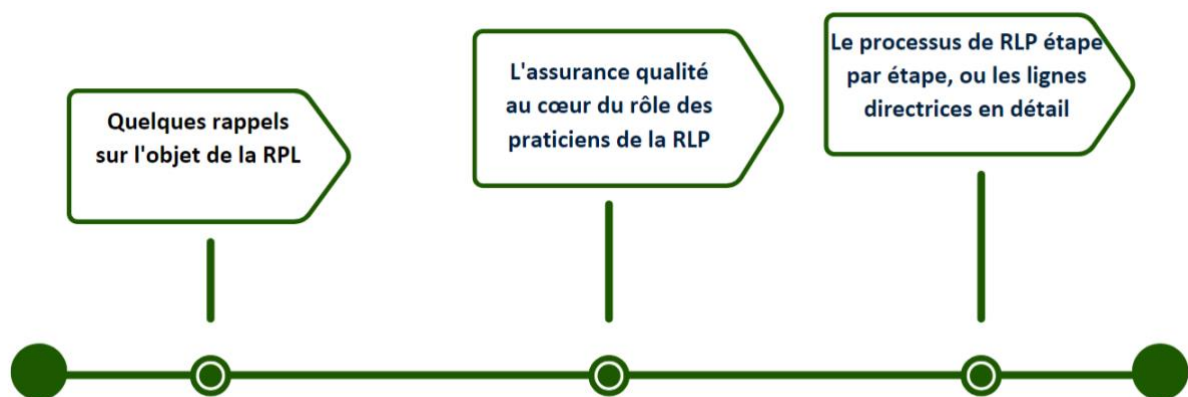 Quelques rappels
sur l'objet de la RPL
L'assurance qualité
au cœur du rôle des
praticiens de la RLP
Le processus de RLP étape
par étape, ou les lignes
directrices en détail